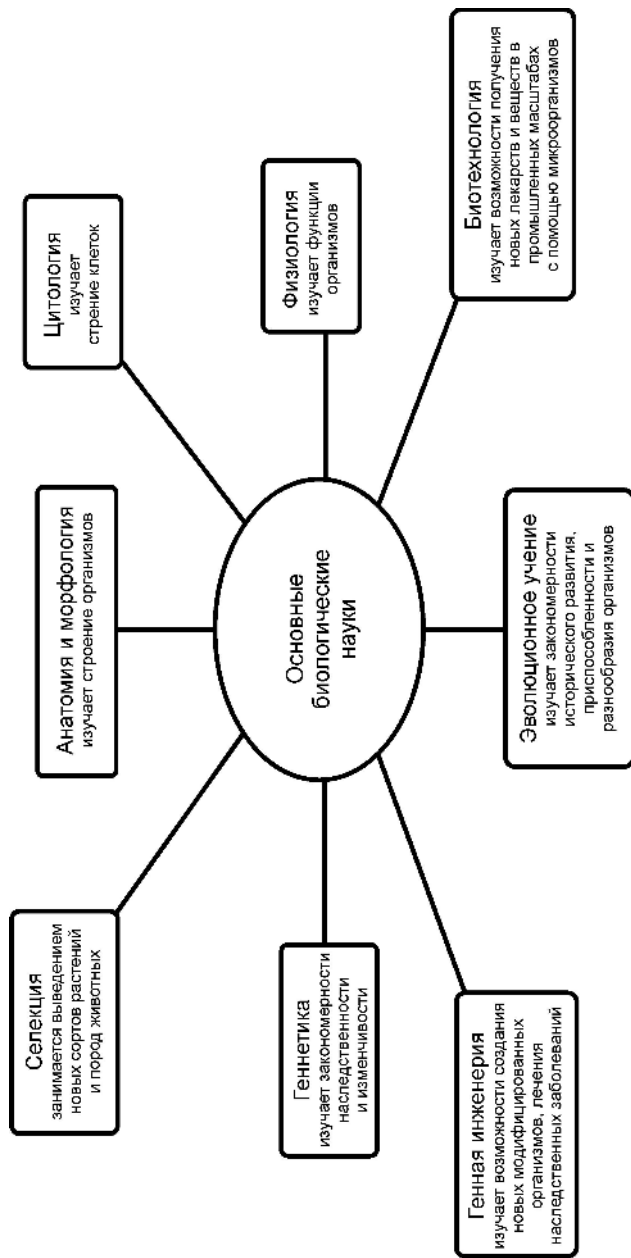 Селекция
занимается выведением
новых сортов растений
и пород животных
Анатомия и морфология
изучает строение организмов
Цитология
изучает
стрение клеток
Геннетика
изучает закономерности
наследственности
и изменчивости
Основные
биологические
науки
Физиология
изучает функции
организмов
Генная инженерия
изучает возможности создания
новых модифицированных
организмов, лечения
наследственных заболеваний
Эволюционное учение
изучает закономерности
исторического развития,
приспособленности и
разнообразия организмов
Биотехнология
изучает возможности получения
новых лекарств и веществ в
промышленных масштабах
с помощью микроорганизмов